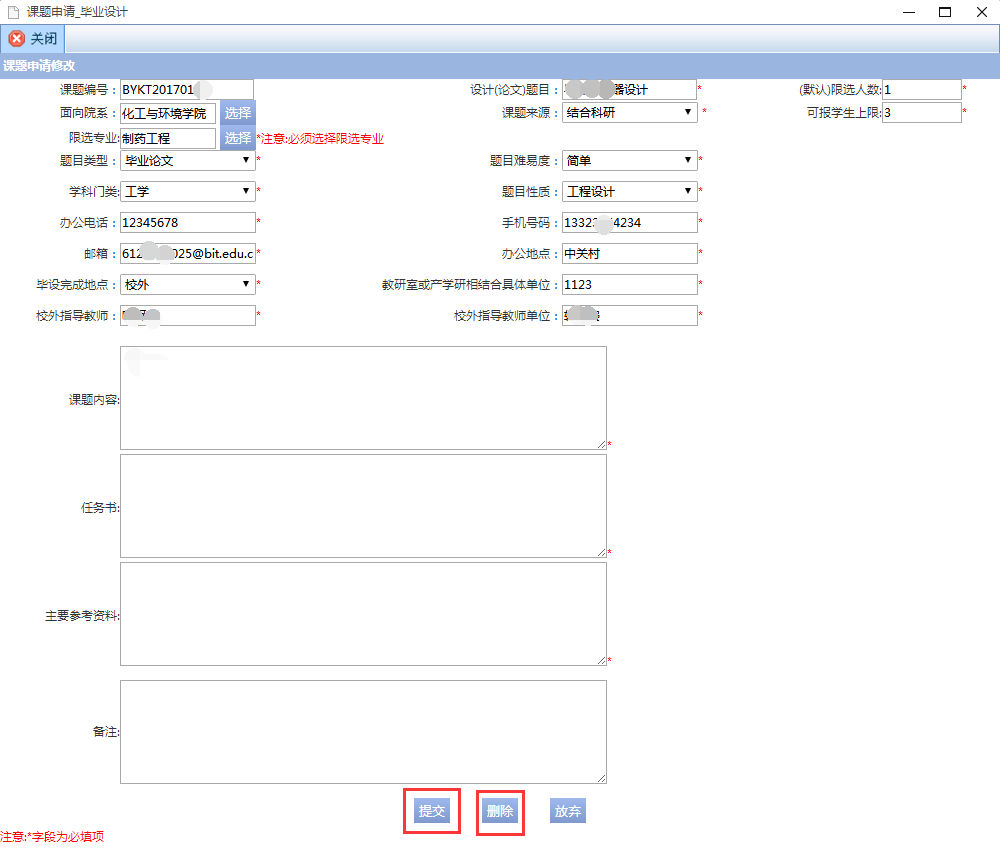 课题申请_毕业设计
关闭
课题申请修改
课题编号： BYKT201701 设计(论文)题目： 器设计 * (默认)限选人数: 1 *
面向院系： 化工与环境学院 选择 课题来源： 结合科研 * 可报学生上限: 3 *
限选专业: 制药工程 选择 *注意:必须选择限选专业
题目类型： 毕业论文 * 题目难易度： 简单 *
学科门类: 工学 * 题目性质： 工程设计 *
办公电话： 12345678 * 手机号码： 1332 4234 *
邮箱： 612 025@bit.edu.c * 办公地点： 中关村 *
毕设完成地点： 校外 * 教研室或产学研相结合具体单位： 1123 *
校外指导教师： * 校外指导教师单位： *
课题内容: *
任务书: *
主要参考资料: *
备注:
提交 删除 放弃
注意:*字段为必填项